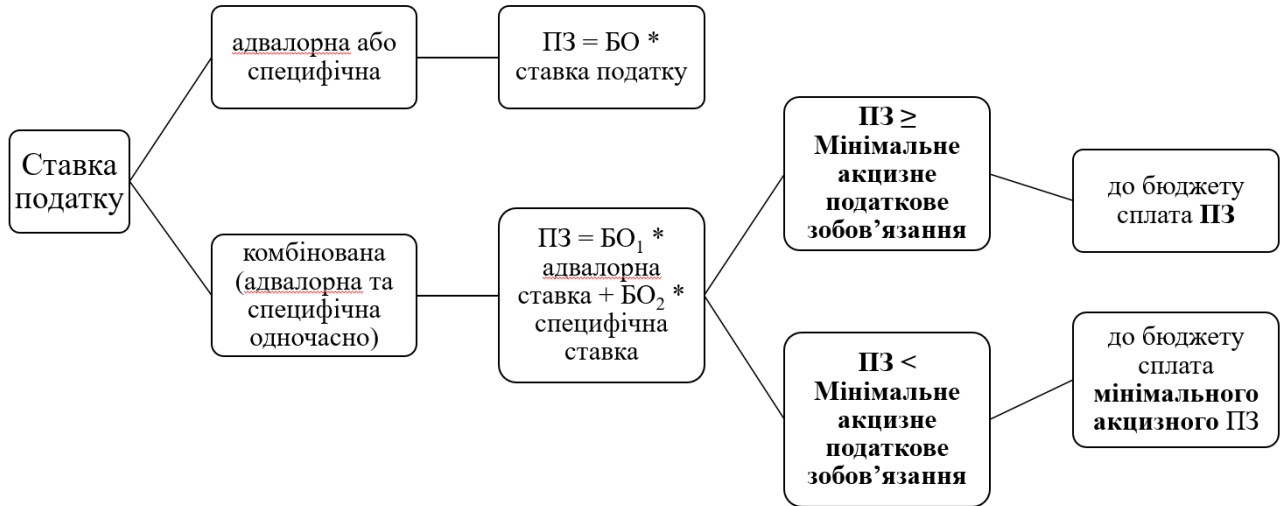 Ставка
податку
адвалорна або
специфічна
ПЗ = БО *
ставка податку
комбінована
(адвалорна та
специфічна
одночасно)
ПЗ = БО₁ *
адвалорна
ставка + БО₂ *
специфічна
ставка
ПЗ ≥
Мінімальне
акцизне
податкове
зобов’язання
до бюджету
сплата ПЗ
ПЗ <
Мінімальне
акцизне
податкове
зобов’язання
до бюджету
сплата
мінімального
акцизного ПЗ